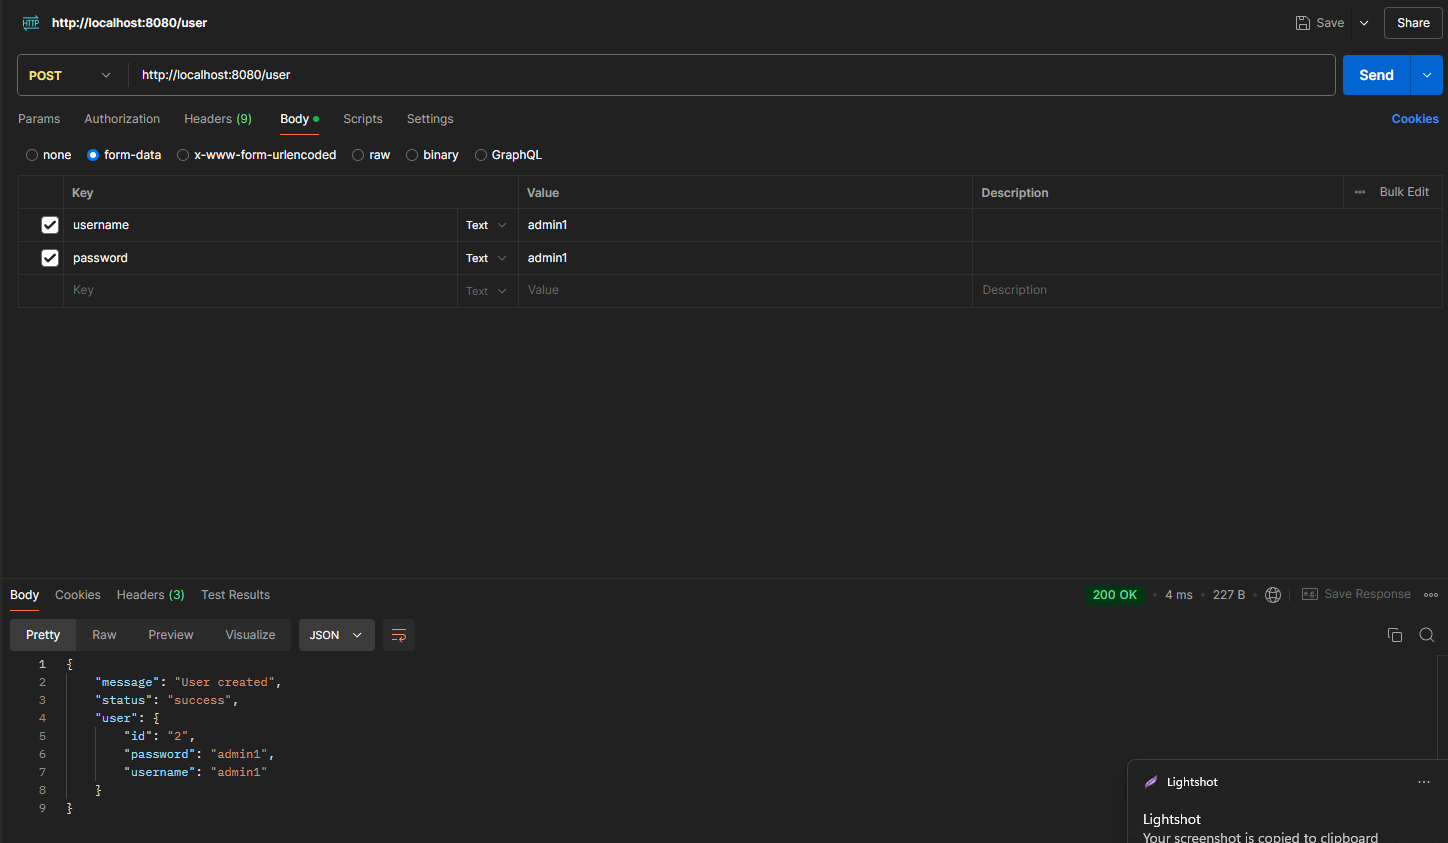 HTTP http://localhost:8080/user Save Share
POST http://localhost:8080/user Send
Params Authorization Headers (9) Body Scripts Settings Cookies
none form-data x-www-form-urlencoded raw binary GraphQL
Key Value Description Bulk Edit
username Text admin1
password Text admin1
Key Text Value Description
Body Cookies Headers (3) Test Results 200 OK 4 ms 227 B e.g. Save Response
Pretty Raw Preview Visualize JSON
1 {
2 "message": "User created",
3 "status": "success",
4 "user": {
5 "id": "2",
6 "password": "admin1",
7 "username": "admin1"
8 }
9 }
Lightshot
Lightshot
Your screenshot is copied to clipboard